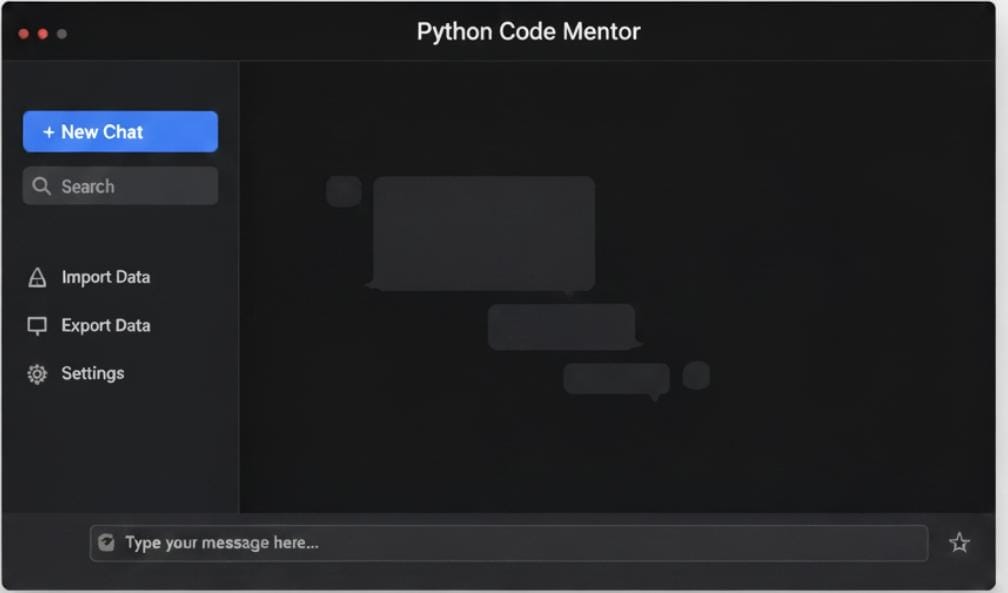 Python Code Mentor
+ New Chat
Search
Import Data
Export Data
Settings
Type your message here...